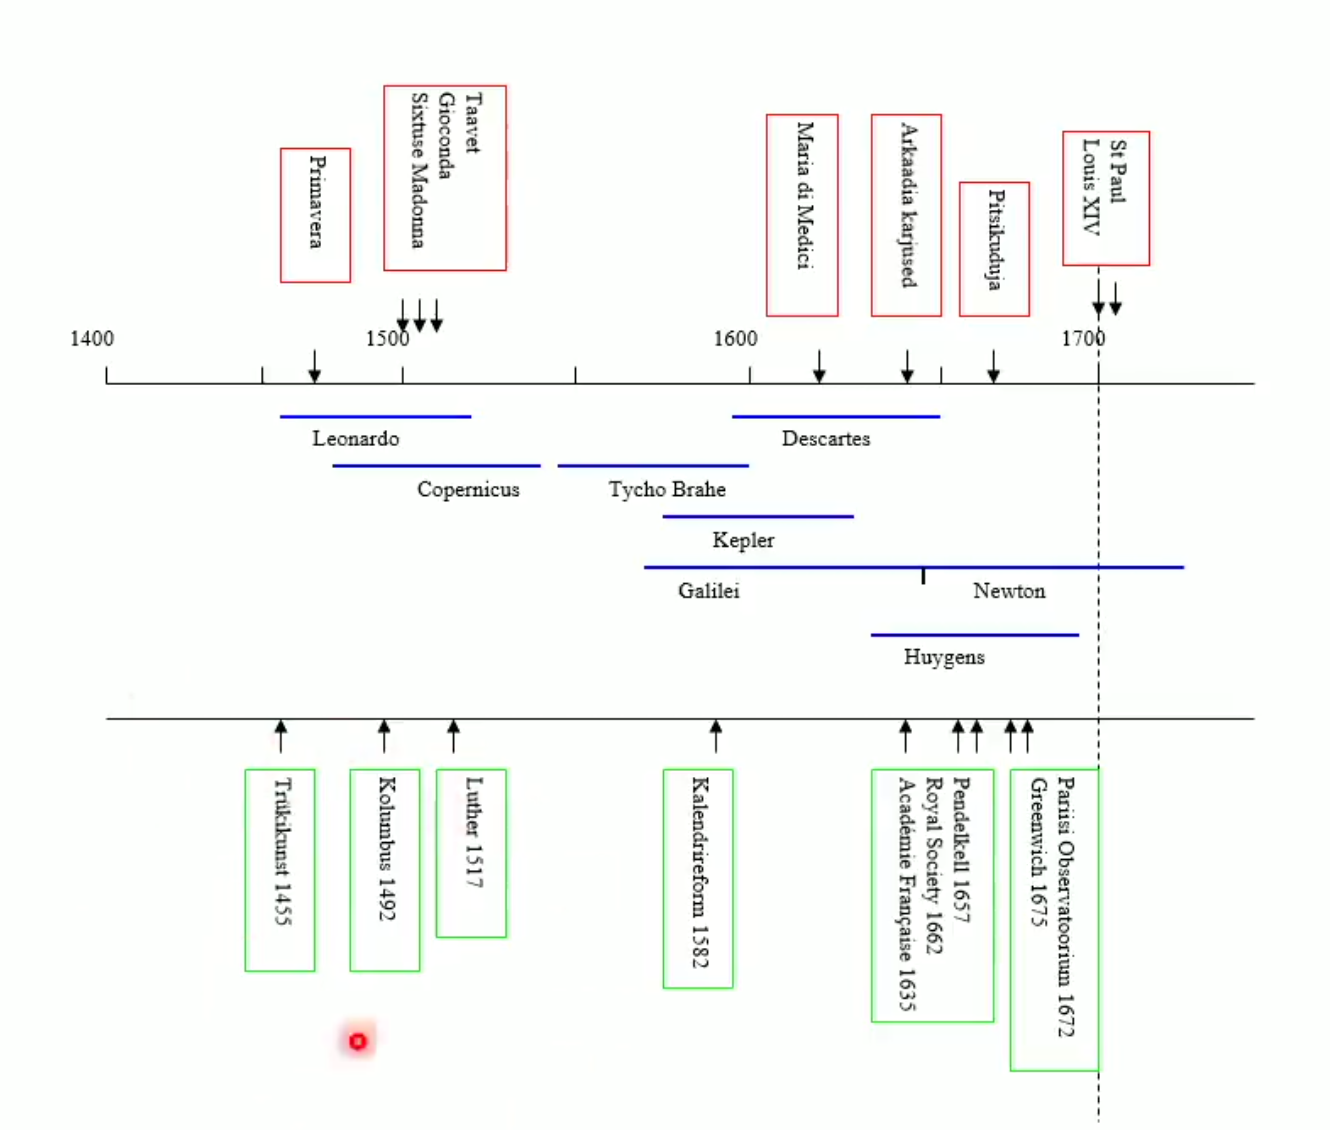 Primavera
Taavet
Gioconda
Sixtuse Madonna
Maria di Medici
Arkaadia karjused
Pitsikuduja
St Paul
Louis XIV
1400
1500
1600
1700
Leonardo
Descartes
Copernicus
Tycho Brahe
Kepler
Galilei
Newton
Huygens
Trükikunst 1455
Kolumbus 1492
Luther 1517
Kalendrireform 1582
Pendelkell 1657
Royal Society 1662
Académie Française 1635
Pariisi Observatoorium 1672
Greenwich 1675